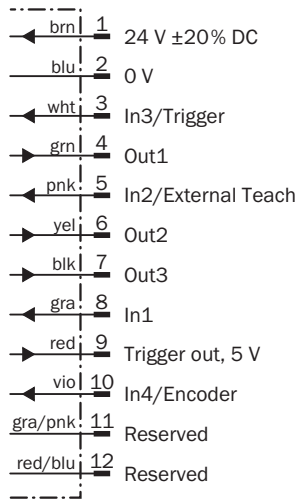 brn 1 24 V ±20% DC
blu 2 0 V
wht 3 In3/Trigger
grn 4 Out1
pnk 5 In2/External Teach
yel 6 Out2
blk 7 Out3
gra 8 In1
red 9 Trigger out, 5 V
vio 10 In4/Encoder
gra/pnk 11 Reserved
red/blu 12 Reserved